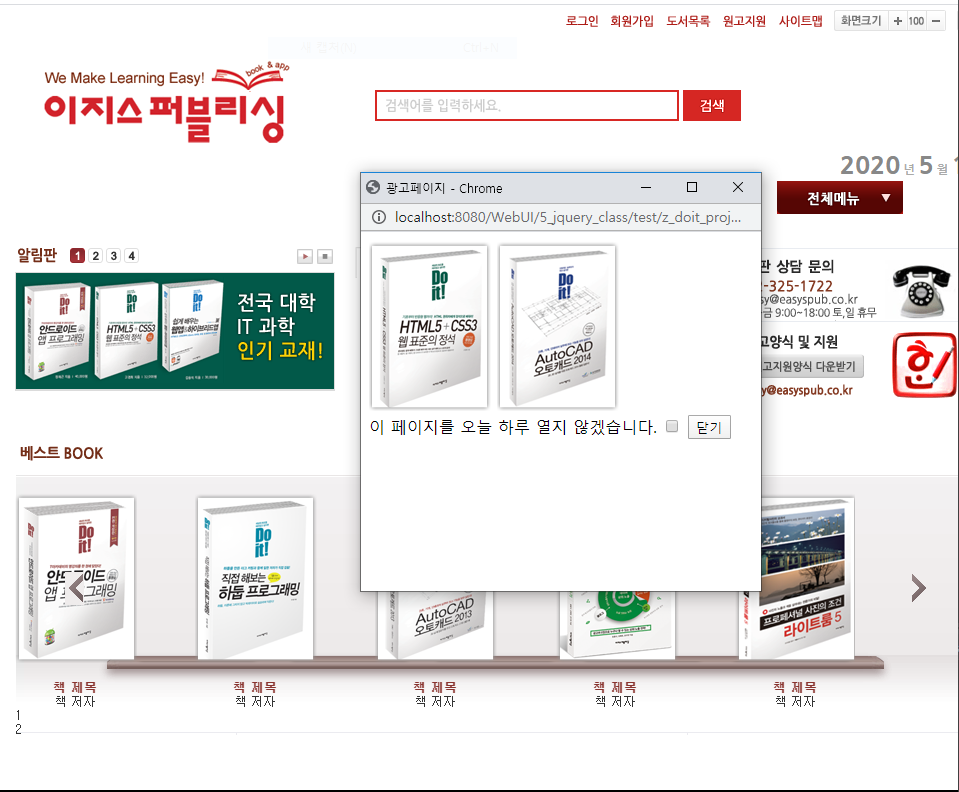 로그인 회원가입 도서목록 원고지원 사이트맵 화면크기 + 100 -
We Make Learning Easy! book & app
이지스 퍼블리싱
검색어를 입력하세요. 검색
2020 년 5 월
전체메뉴 ▼
광고페이지 - Chrome
localhost:8080/WebUI/5_jquery_class/test/z_doit_proj...
알림판 1 2 3 4
Do it!
안드로이드
앱 프로그래밍
Do it!
HTML5+CSS3
웹 표준의 정석
Do it!
쉽게 배우는
웹앱&하이브리드앱
전국 대학
IT 과학
인기 교재!
Do it!
HTML5+CSS3
웹 표준의 정석
Do it!
AutoCAD
오토캐드 2014
이 페이지를 오늘 하루 열지 않겠습니다. 닫기
판 상담 문의
-325-1722
sy@easyspub.co.kr
금 9:00~18:00 토,일 휴무
고양식 및 지원
고지원양식 다운받기
y@easyspub.co.kr
한
베스트 BOOK
Do it!
안드로이드
앱 프로그래밍
Do it!
직접 해보는
하둡 프로그래밍
AutoCAD
오토캐드 2013
프로페셔널 사진의 조건
라이트룸 5
책 제목 책 제목 책 제목 책 제목 책 제목
책 저자 책 저자 책 저자 책 저자 책 저자
1
2